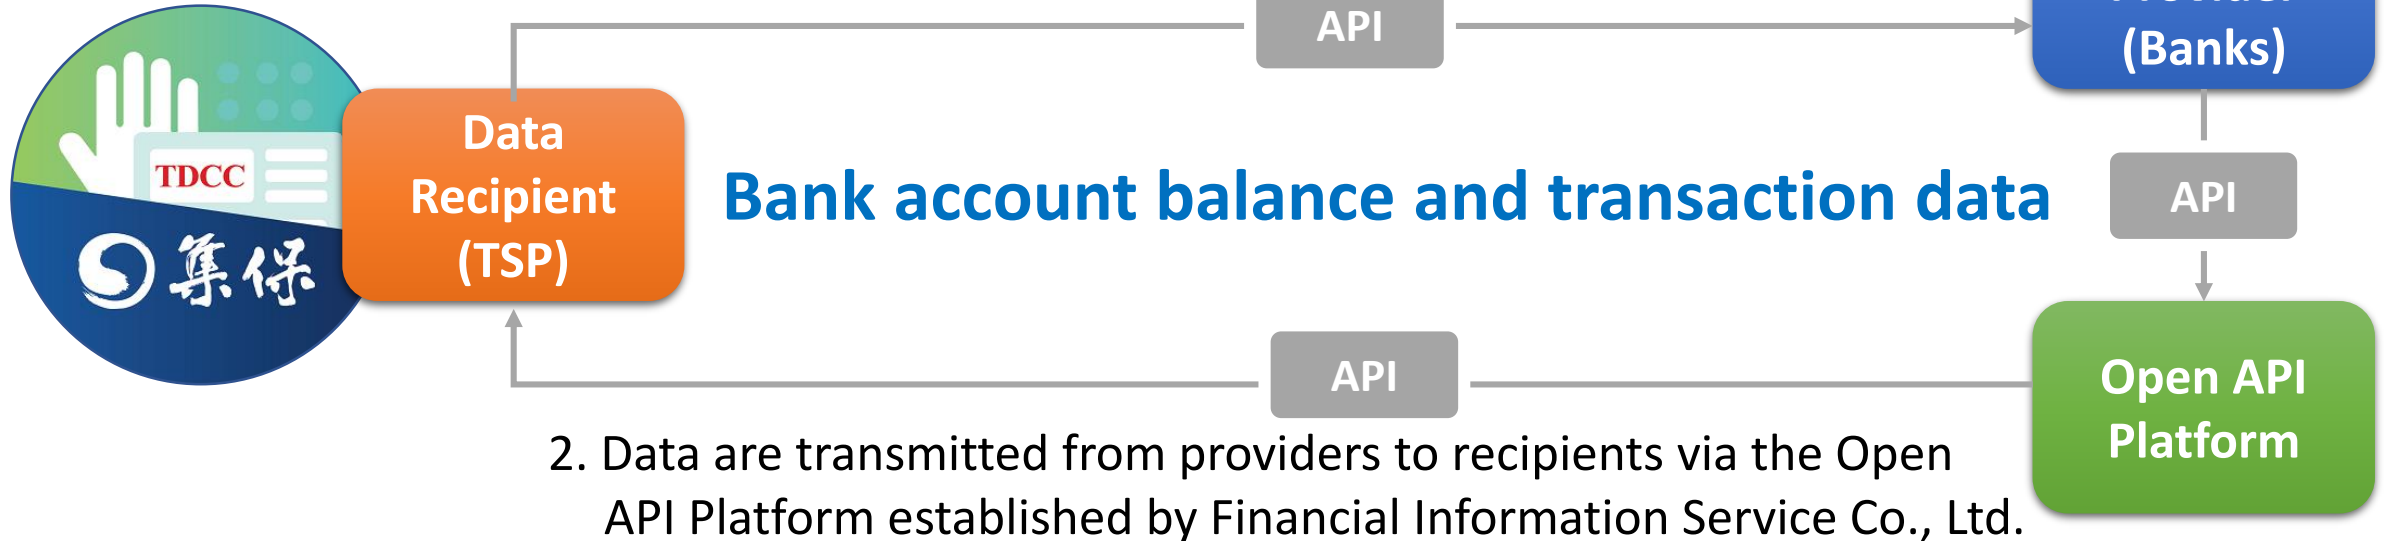 API
(Banks)
TDCC
集保
Data
Recipient
(TSP)
Bank account balance and transaction data
API
API
Open API
Platform
2. Data are transmitted from providers to recipients via the Open
API Platform established by Financial Information Service Co., Ltd.